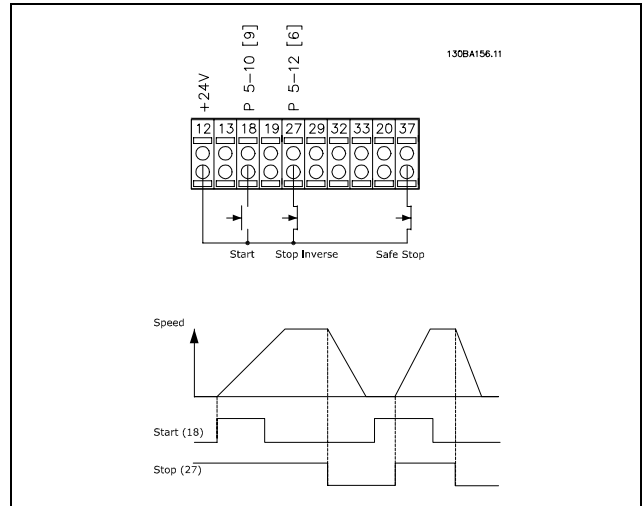 130BA156.11
+24V
P 5-10 [9]
P 5-12 [6]
12 13 18 19 27 29 32 33 20 37
Start Stop Inverse Safe Stop
Speed
Start (18)
Stop (27)